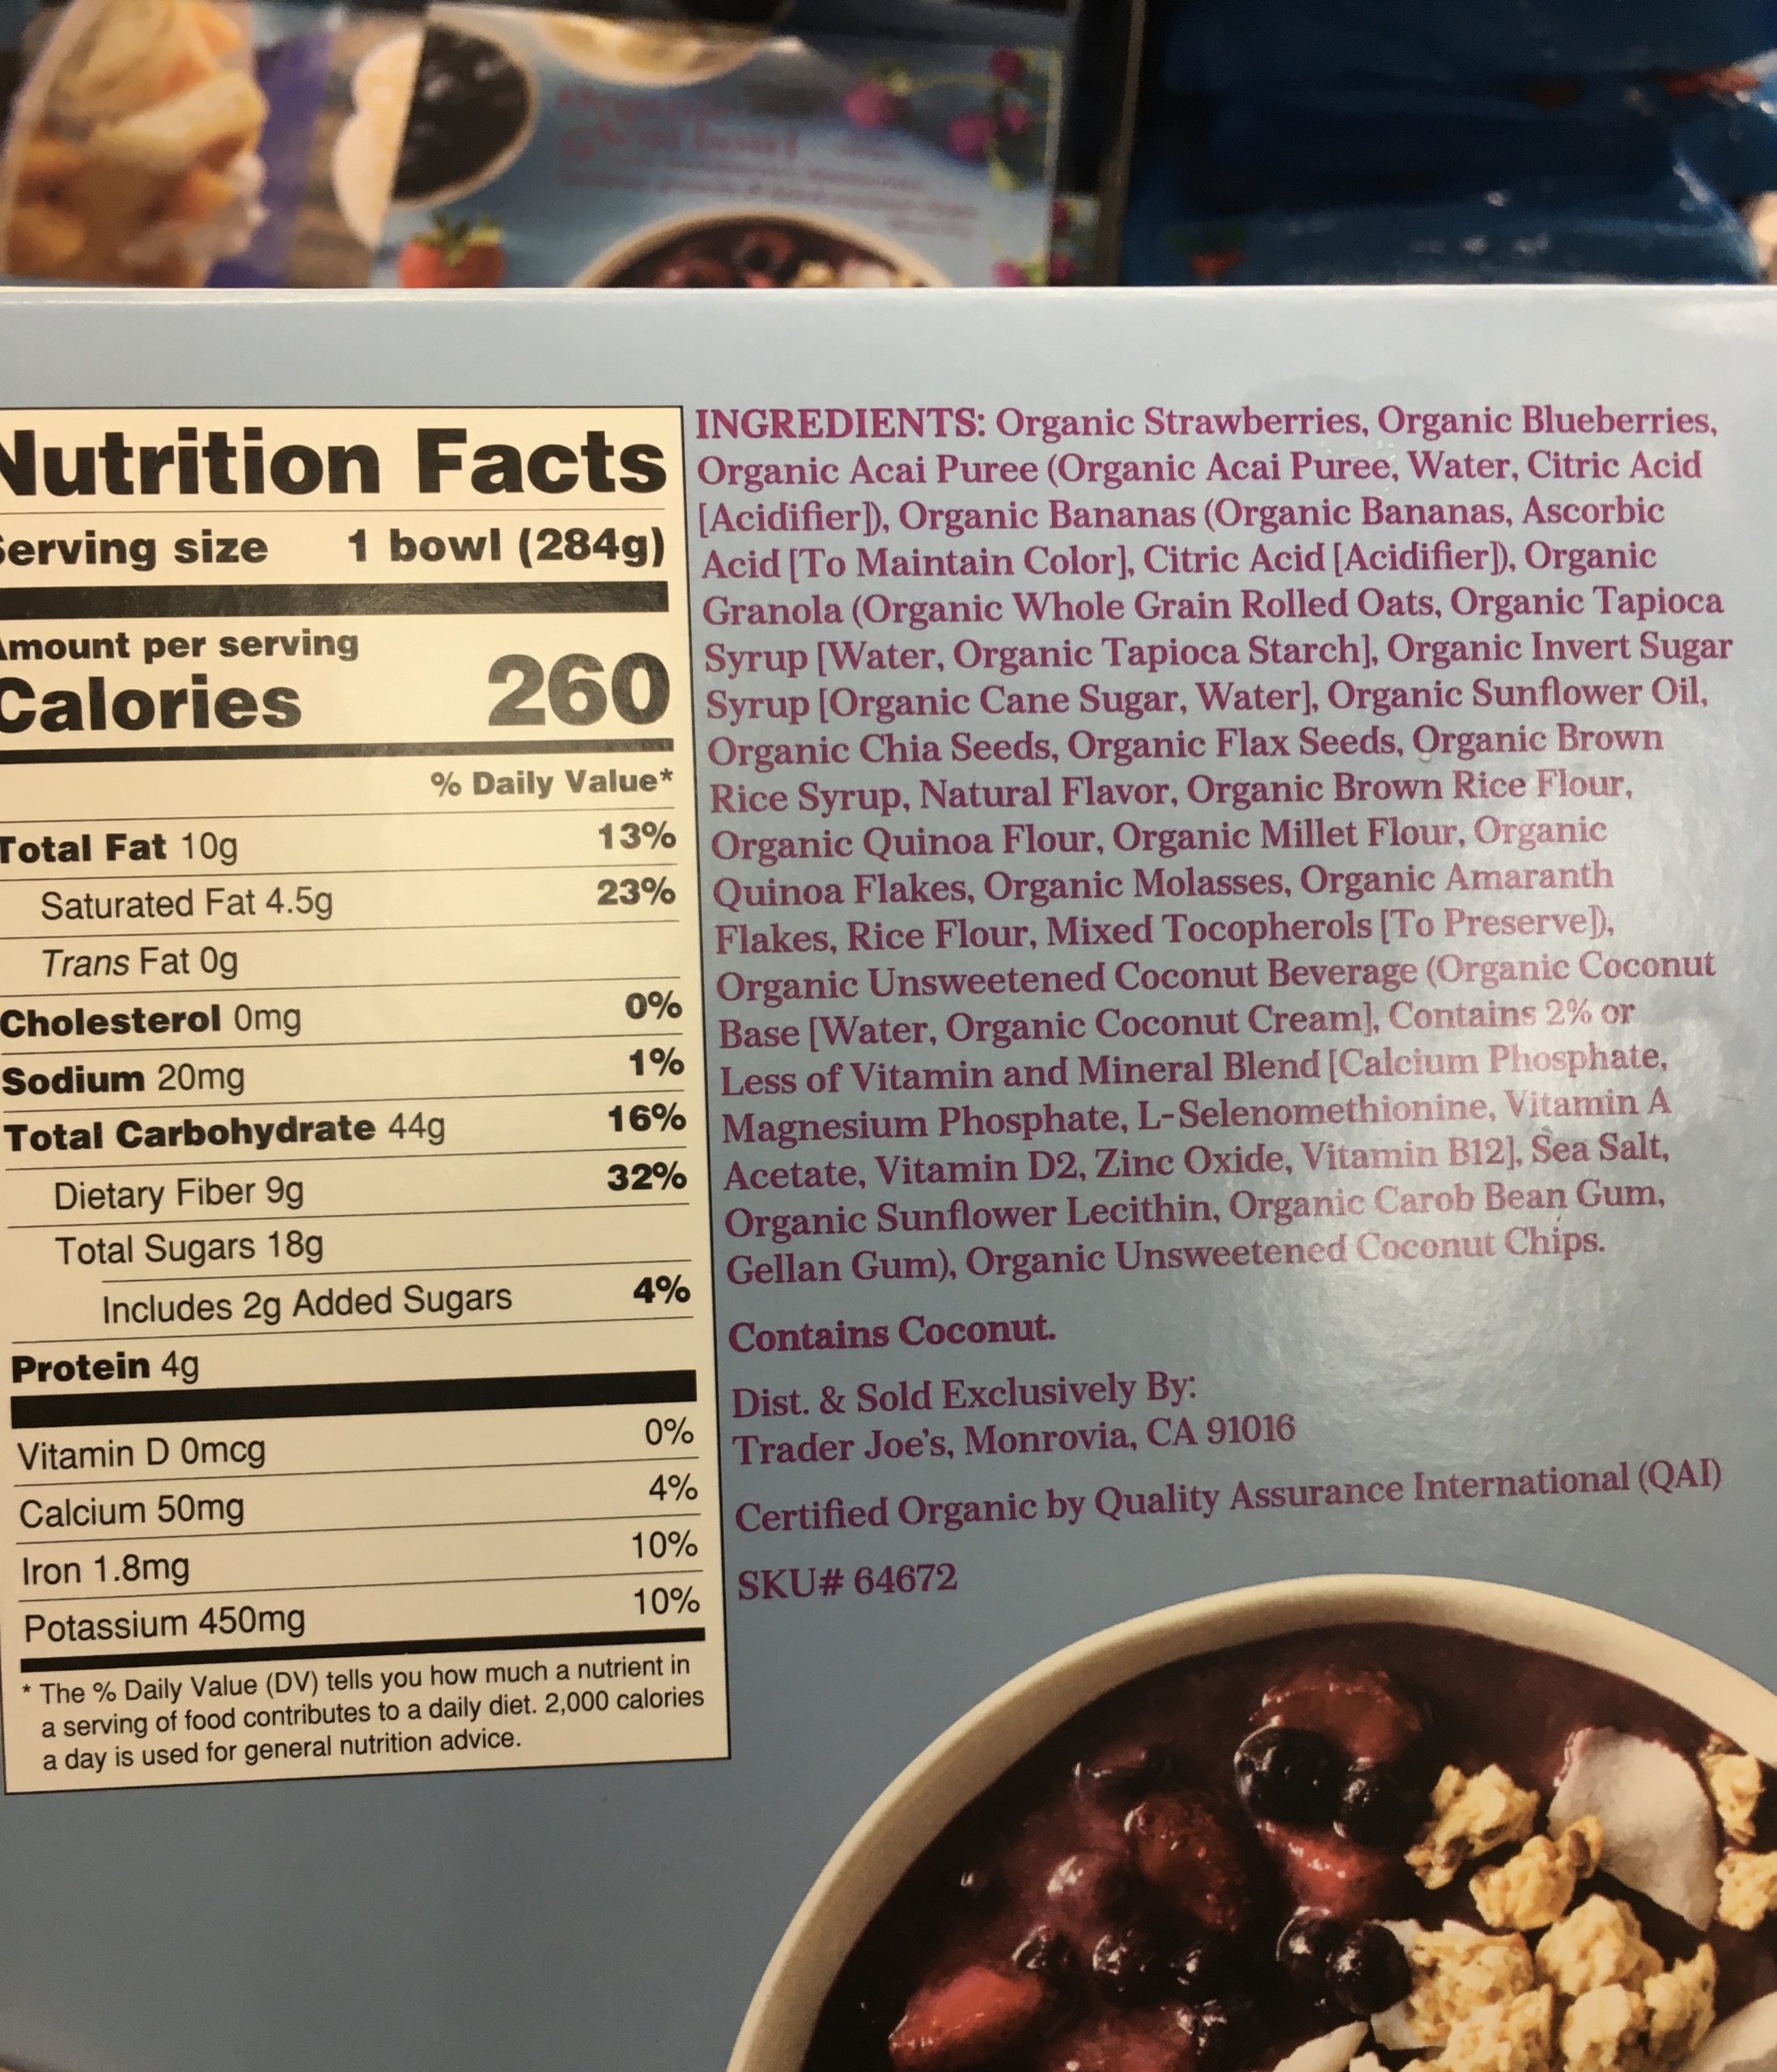 Nutrition Facts
Serving size 1 bowl (284g)
Amount per serving
Calories 260
% Daily Value*
Total Fat 10g 13%
Saturated Fat 4.5g 23%
Trans Fat 0g
Cholesterol 0mg 0%
Sodium 20mg 1%
Total Carbohydrate 44g 16%
Dietary Fiber 9g 32%
Total Sugars 18g
Includes 2g Added Sugars 4%
Protein 4g
Vitamin D 0mcg 0%
Calcium 50mg 4%
Iron 1.8mg 10%
Potassium 450mg 10%
* The % Daily Value (DV) tells you how much a nutrient in
a serving of food contributes to a daily diet. 2,000 calories
a day is used for general nutrition advice.
INGREDIENTS: Organic Strawberries, Organic Blueberries,
Organic Acai Puree (Organic Acai Puree, Water, Citric Acid
[Acidifier]), Organic Bananas (Organic Bananas, Ascorbic
Acid [To Maintain Color], Citric Acid [Acidifier]), Organic
Granola (Organic Whole Grain Rolled Oats, Organic Tapioca
Syrup [Water, Organic Tapioca Starch], Organic Invert Sugar
Syrup [Organic Cane Sugar, Water], Organic Sunflower Oil,
Organic Chia Seeds, Organic Flax Seeds, Organic Brown
Rice Syrup, Natural Flavor, Organic Brown Rice Flour,
Organic Quinoa Flour, Organic Millet Flour, Organic
Quinoa Flakes, Organic Molasses, Organic Amaranth
Flakes, Rice Flour, Mixed Tocopherols [To Preserve]),
Organic Unsweetened Coconut Beverage (Organic Coconut
Base [Water, Organic Coconut Cream], Contains 2% or
Less of Vitamin and Mineral Blend [Calcium Phosphate,
Magnesium Phosphate, L-Selenomethionine, Vitamin A
Acetate, Vitamin D2, Zinc Oxide, Vitamin B12], Sea Salt,
Organic Sunflower Lecithin, Organic Carob Bean Gum,
Gellan Gum), Organic Unsweetened Coconut Chips.
Contains Coconut.
Dist. & Sold Exclusively By:
Trader Joe's, Monrovia, CA 91016
Certified Organic by Quality Assurance International (QAI)
SKU# 64672